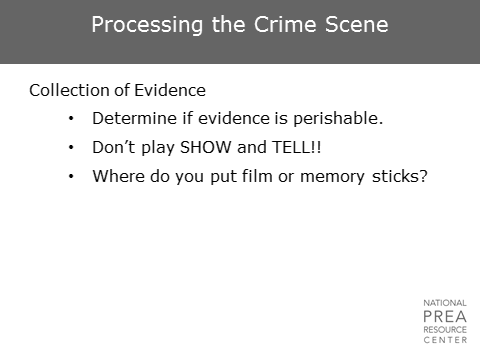 Processing the Crime Scene
Collection of Evidence
• Determine if evidence is perishable.
• Don’t play SHOW and TELL!!
• Where do you put film or memory sticks?
NATIONAL
PREA
RESOURCE
CENTER